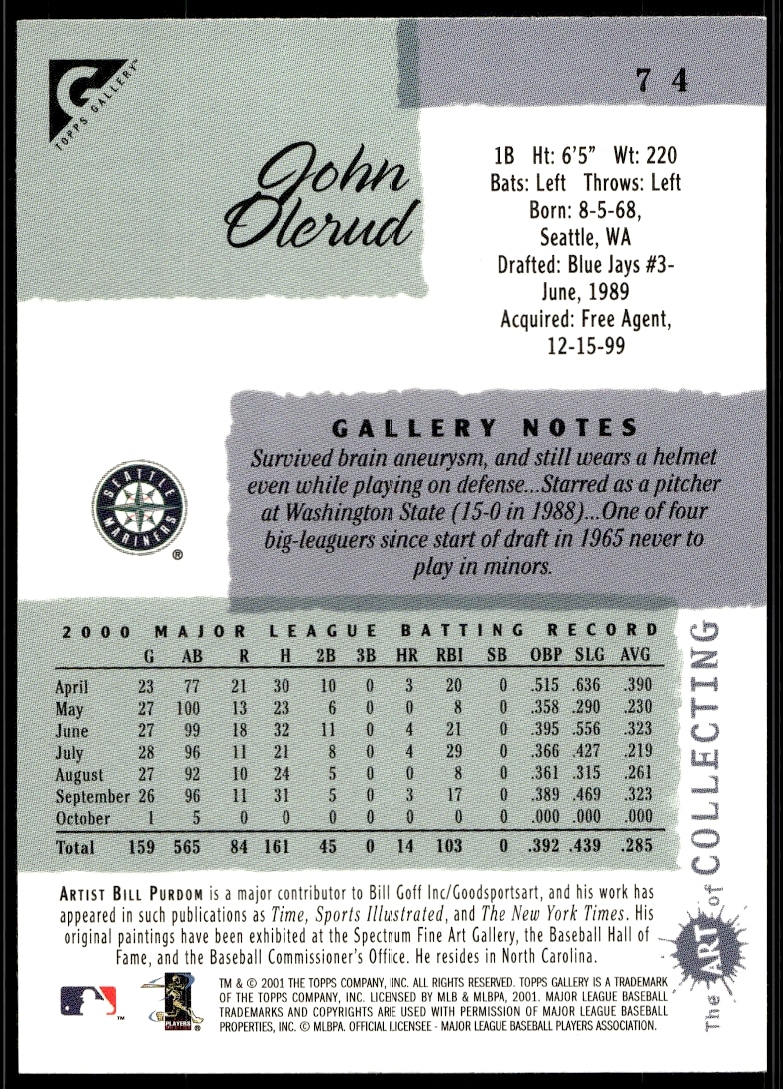 TOPPS GALLERY™
G
7 4
John
Olerud
1B Ht: 6'5" Wt: 220
Bats: Left Throws: Left
Born: 8-5-68,
Seattle, WA
Drafted: Blue Jays #3-
June, 1989
Acquired: Free Agent,
12-15-99
GALLERY NOTES
Survived brain aneurysm, and still wears a helmet
even while playing on defense...Starred as a pitcher
at Washington State (15-0 in 1988)...One of four
big-leaguers since start of draft in 1965 never to
play in minors.
SEATTLE
MARINERS
®
2000 MAJOR LEAGUE BATTING RECORD
G AB R H 2B 3B HR RBI SB OBP SLG AVG
April 23 77 21 30 10 0 3 20 0 .515 .636 .390
May 27 100 13 23 6 0 0 8 0 .358 .290 .230
June 27 99 18 32 11 0 4 21 0 .395 .556 .323
July 28 96 11 21 8 0 4 29 0 .366 .427 .219
August 27 92 10 24 5 0 0 8 0 .361 .315 .261
September 26 96 11 31 5 0 3 17 0 .389 .469 .323
October 1 5 0 0 0 0 0 0 0 .000 .000 .000
Total 159 565 84 161 45 0 14 103 0 .392 .439 .285
The ART of COLLECTING
ARTIST BILL PURDOM is a major contributor to Bill Goff Inc/Goodsportsart, and his work has
appeared in such publications as Time, Sports Illustrated, and The New York Times. His
original paintings have been exhibited at the Spectrum Fine Art Gallery, the Baseball Hall of
Fame, and the Baseball Commissioner's Office. He resides in North Carolina.
™
PLAYERS
®
TM & © 2001 THE TOPPS COMPANY, INC. ALL RIGHTS RESERVED. TOPPS GALLERY IS A TRADEMARK
OF THE TOPPS COMPANY, INC. LICENSED BY MLB & MLBPA, 2001. MAJOR LEAGUE BASEBALL
TRADEMARKS AND COPYRIGHTS ARE USED WITH PERMISSION OF MAJOR LEAGUE BASEBALL
PROPERTIES, INC. © MLBPA. OFFICIAL LICENSEE - MAJOR LEAGUE BASEBALL PLAYERS ASSOCIATION.